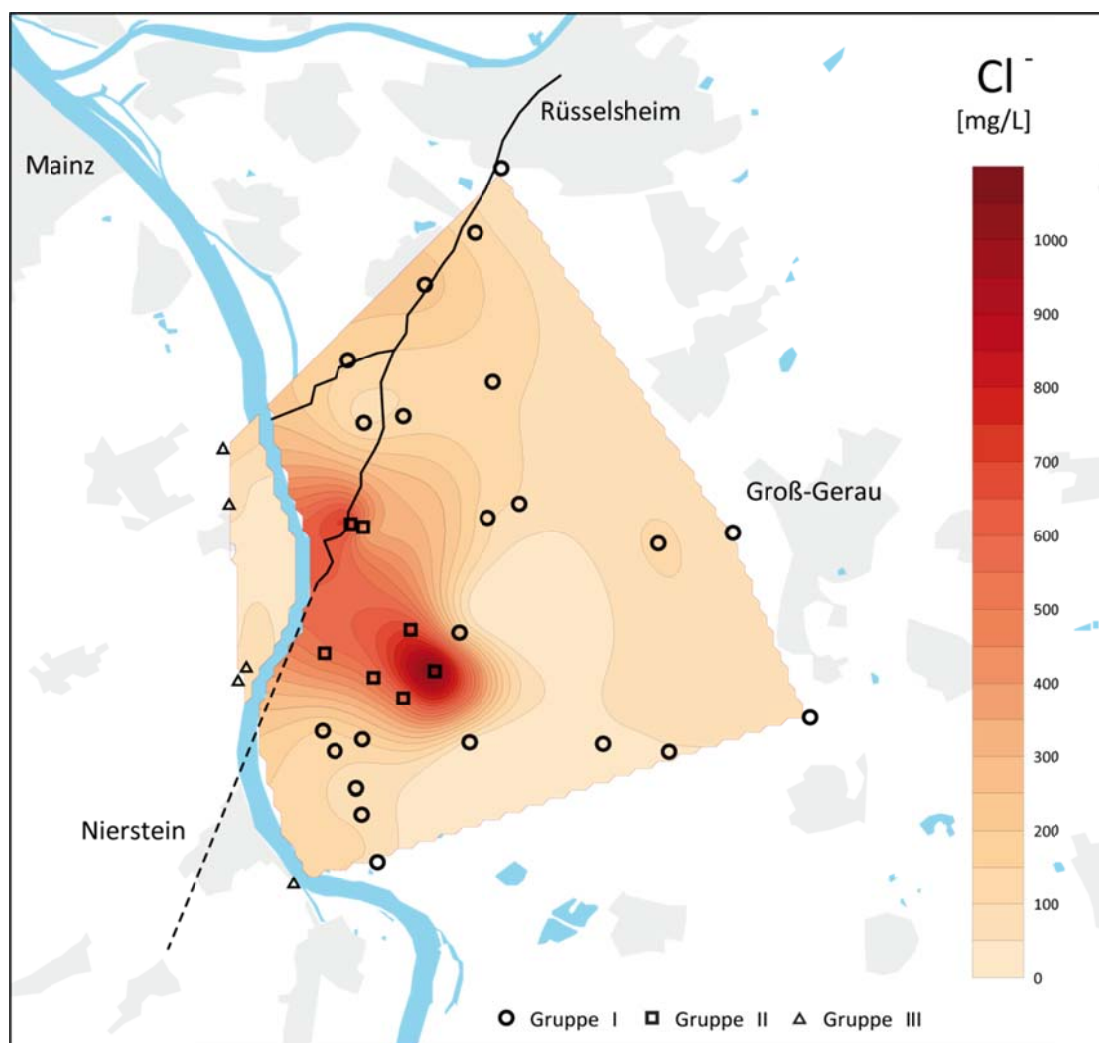 Cl⁻
[mg/L]
Rüsselsheim
Mainz
1000
900
800
700
600
500
400
300
200
100
0
Groß-Gerau
Nierstein
Gruppe I
Gruppe II
Gruppe III